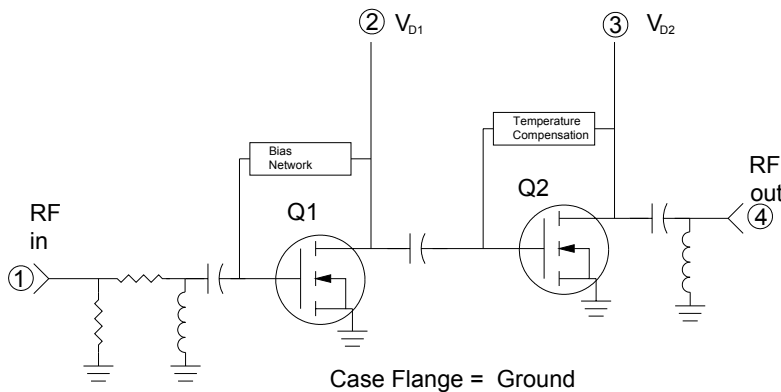 2 V_D1
3 V_D2
Bias
Network
Temperature
Compensation
RF
in
1
Q1
Q2
RF
out
4
Case Flange = Ground